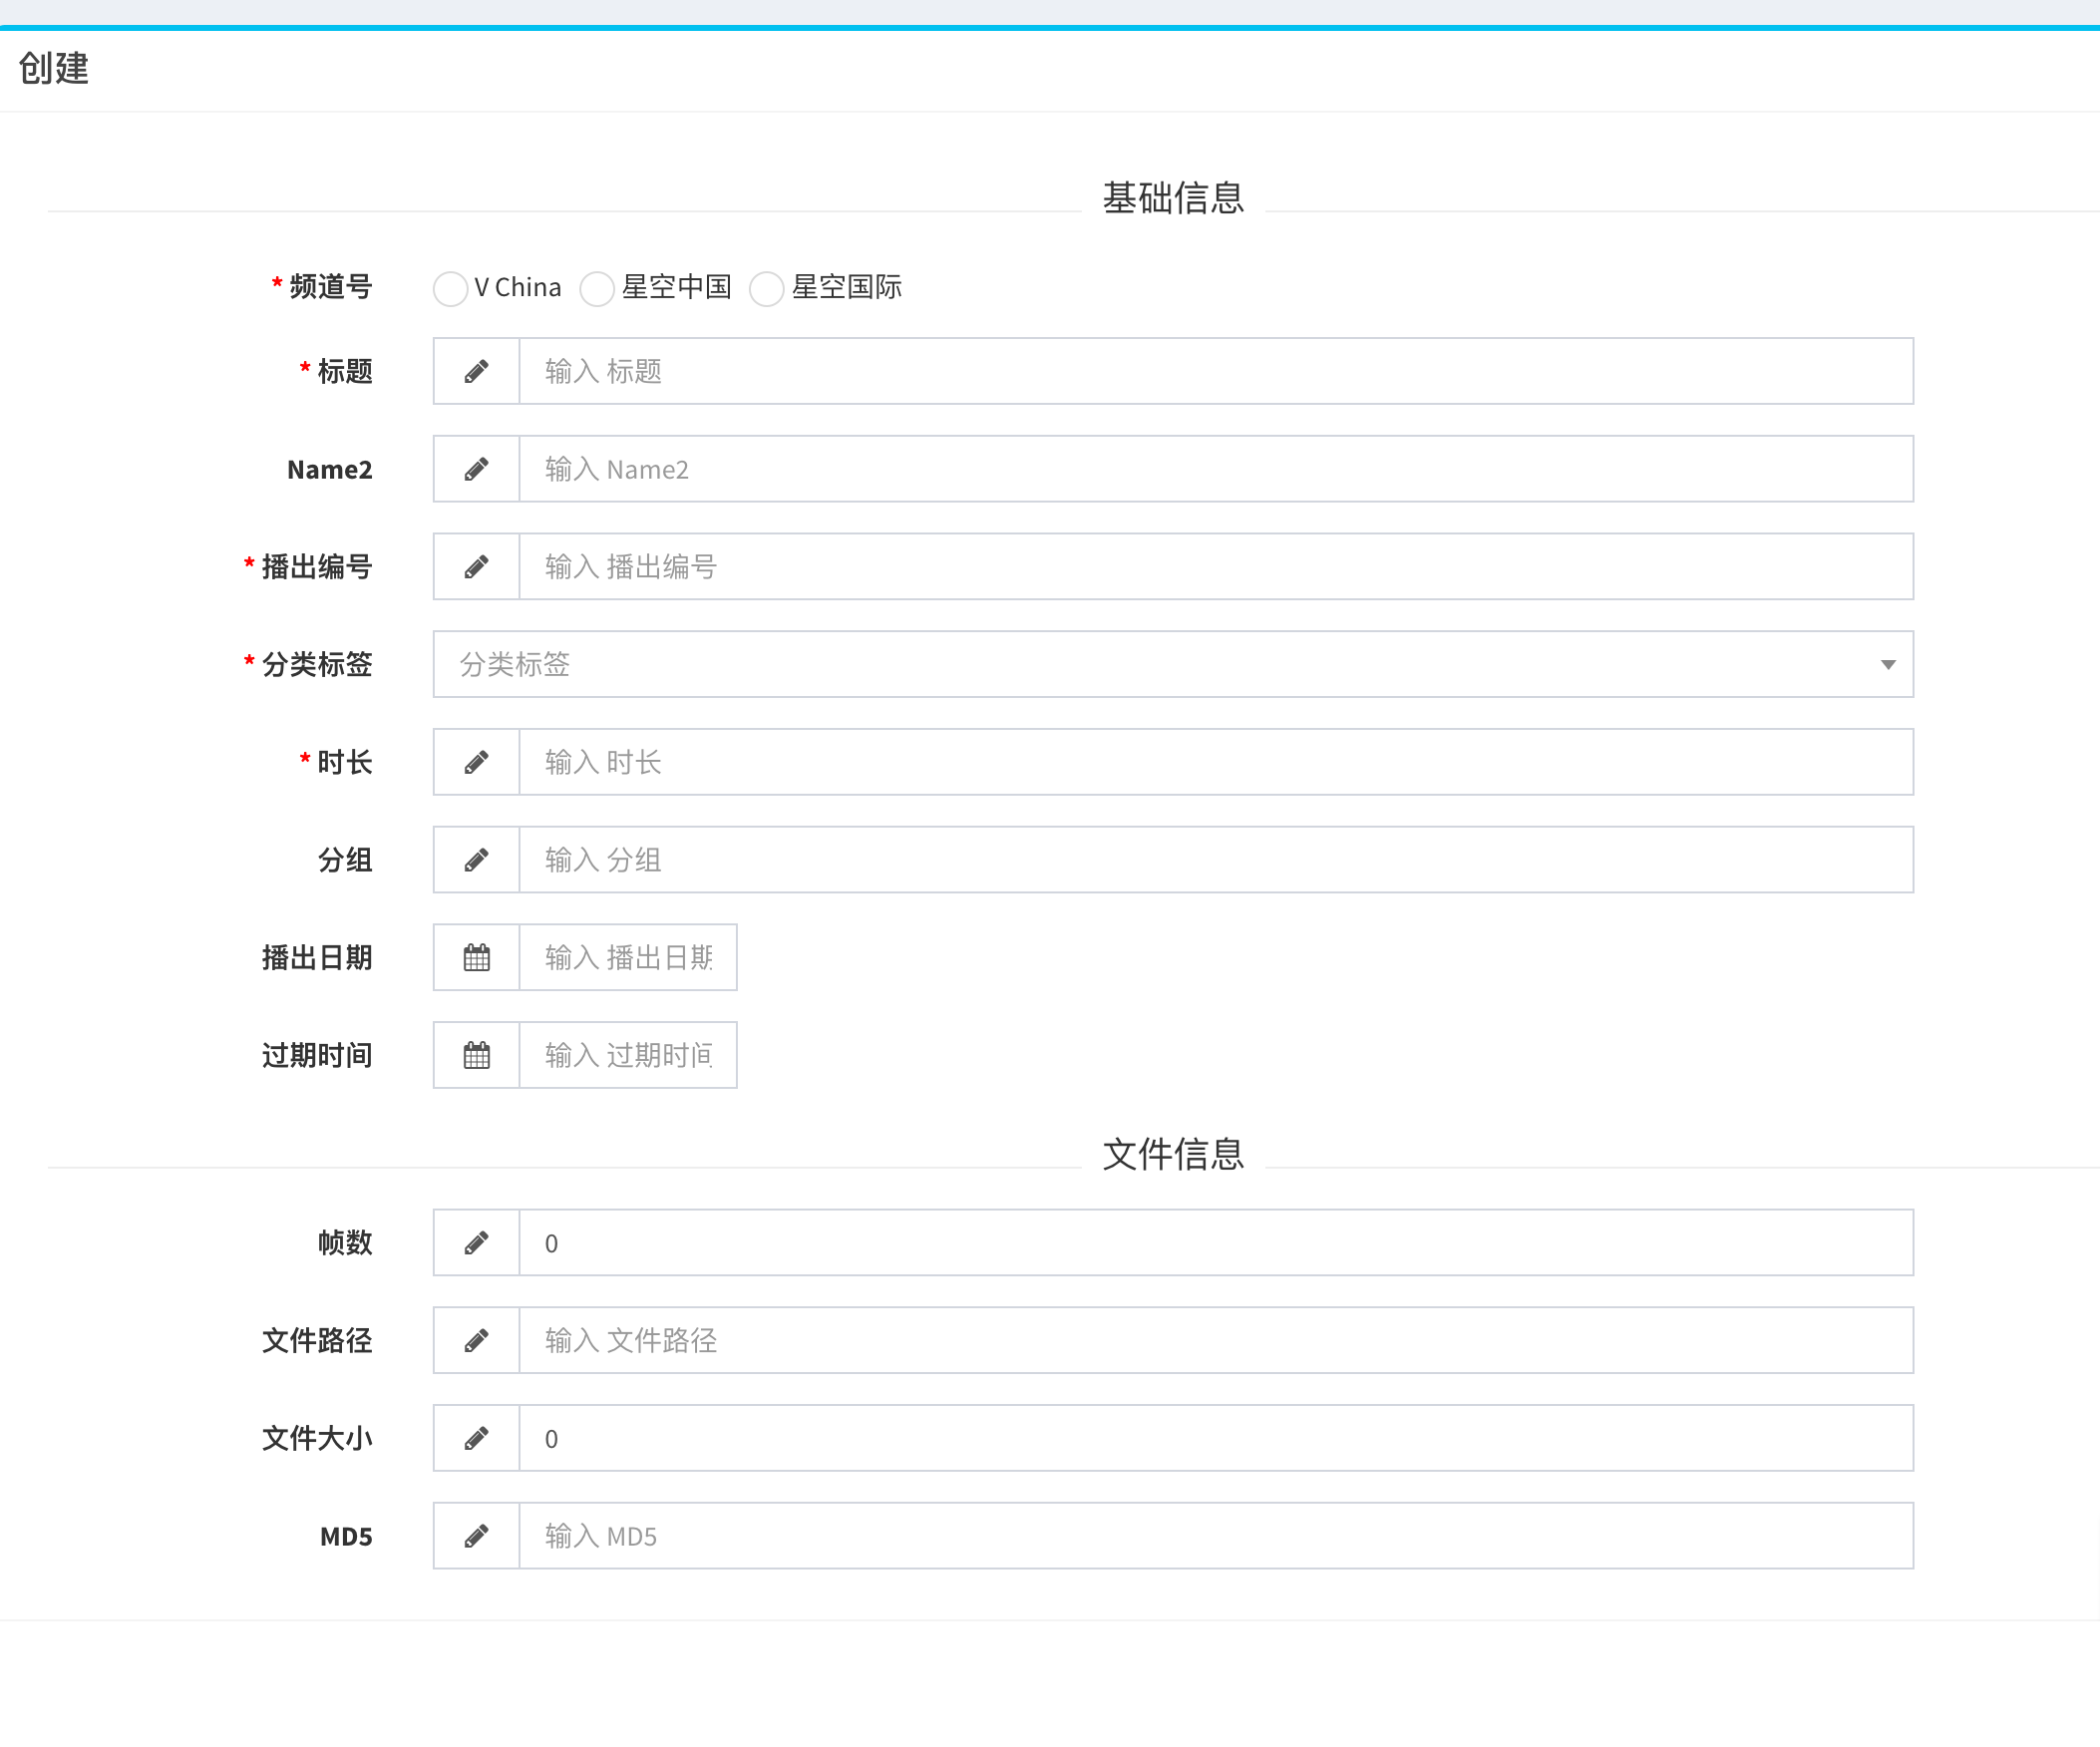 创建
基础信息
* 频道号 V China 星空中国 星空国际
* 标题 输入 标题
Name2 输入 Name2
* 播出编号 输入 播出编号
* 分类标签 分类标签
* 时长 输入 时长
分组 输入 分组
播出日期 输入 播出日期
过期时间 输入 过期时间
文件信息
帧数 0
文件路径 输入 文件路径
文件大小 0
MD5 输入 MD5